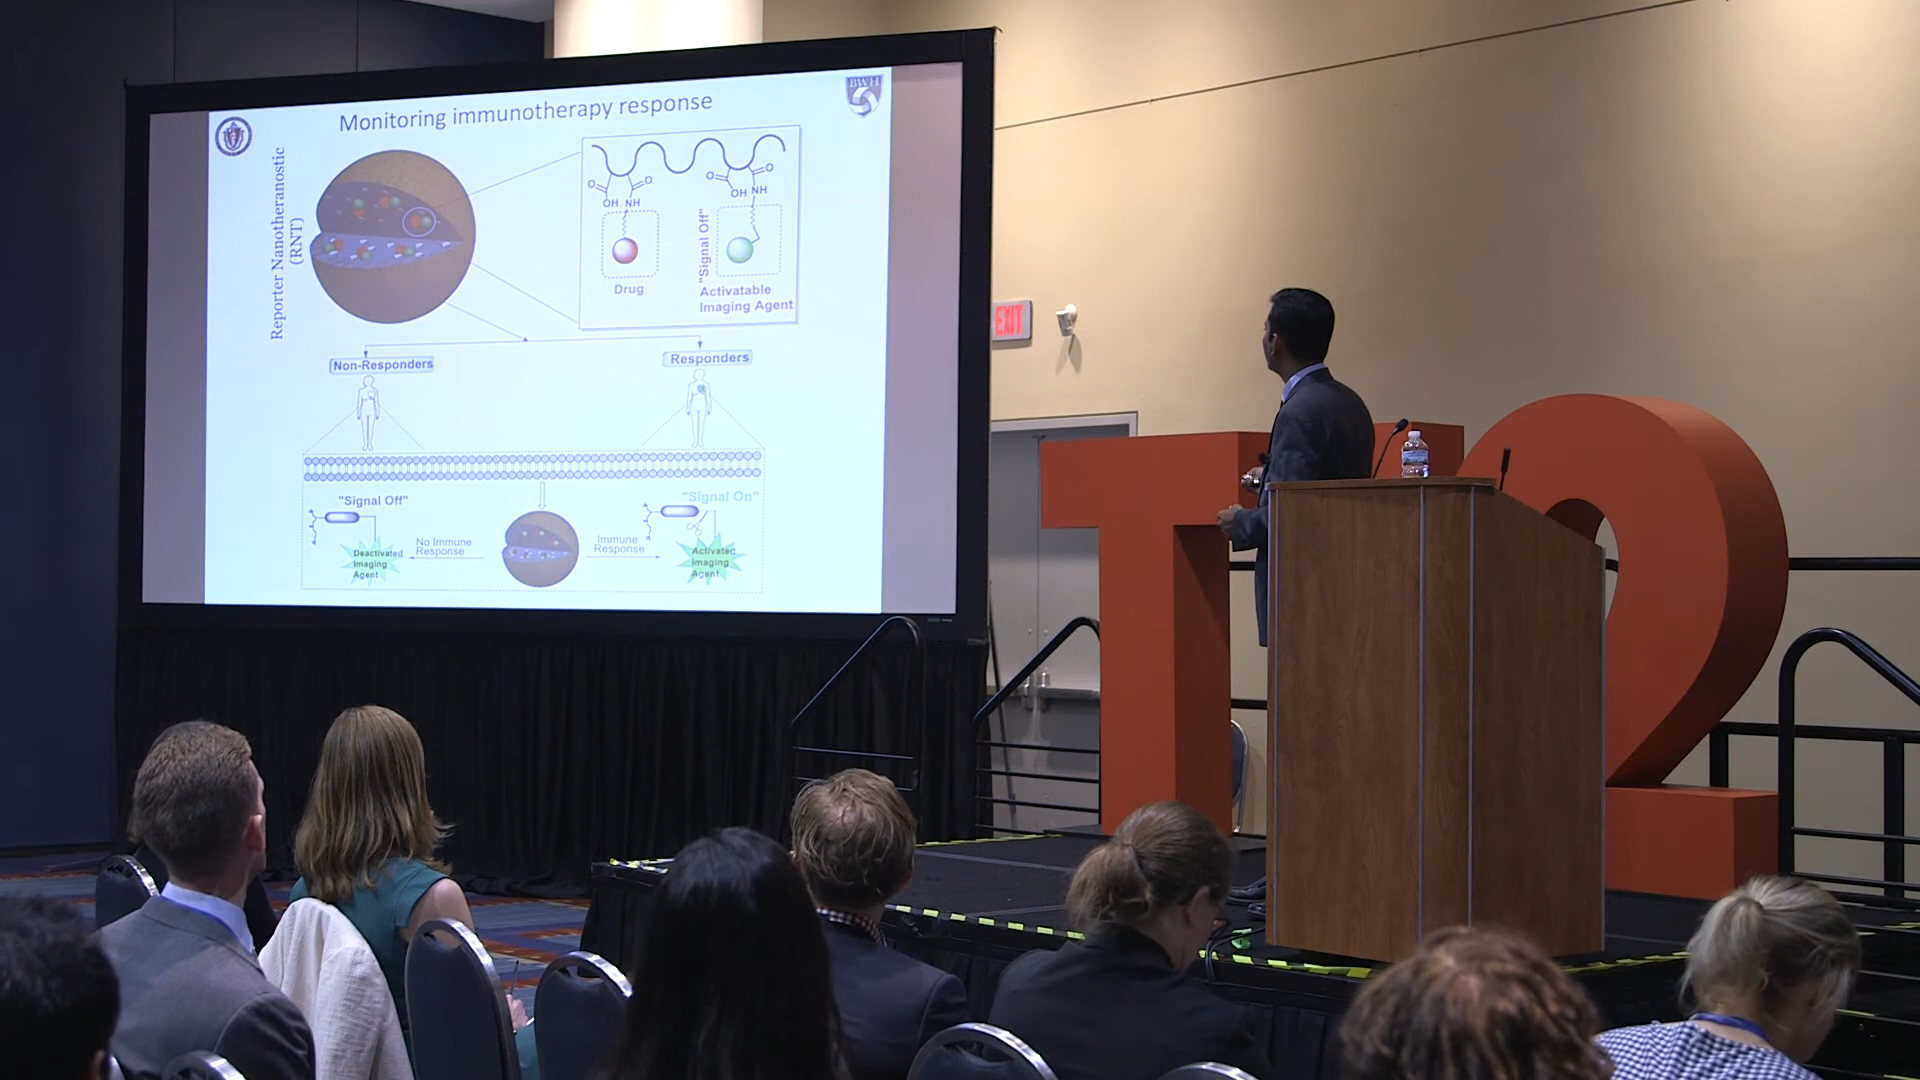 Monitoring immunotherapy response
BWH
Reporter Nanotheranostic
(RNT)
O
O
OH NH
Drug
O
O
OH NH
"Signal Off"
Activatable
Imaging Agent
Non-Responders
Responders
"Signal Off"
"Signal On"
Deactivated
Imaging
Agent
No Immune
Response
Immune
Response
Activated
Imaging
Agent
EXIT
T2